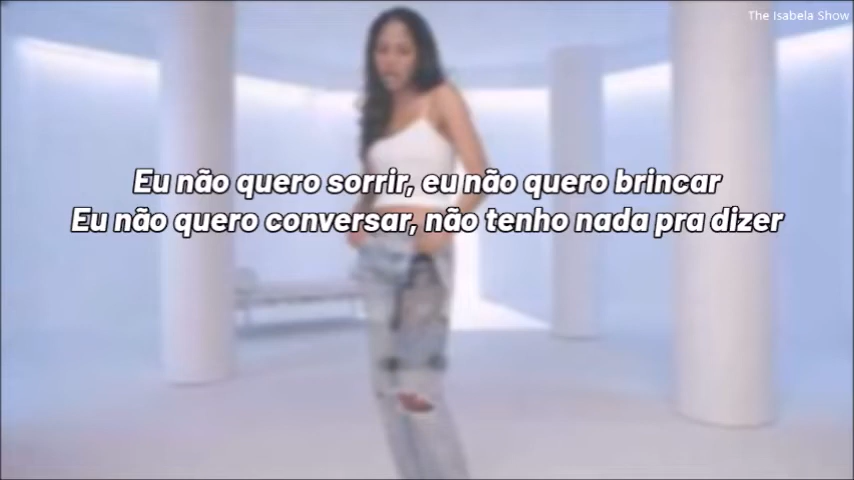 The Isabela Show
Eu não quero sorrir, eu não quero brincar
Eu não quero conversar, não tenho nada pra dizer